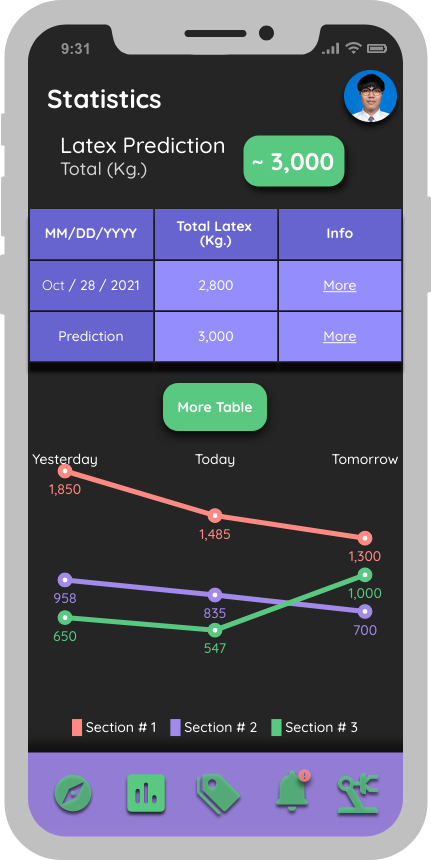 9:31
Statistics
Latex Prediction
Total (Kg.)
~ 3,000
MM/DD/YYYY
Total Latex
(Kg.)
Info
Oct / 28 / 2021
2,800
More
Prediction
3,000
More
More Table
Yesterday
Today
Tomorrow
1,850
1,485
1,300
1,000
958
835
700
650
547
Section # 1
Section # 2
Section # 3
!